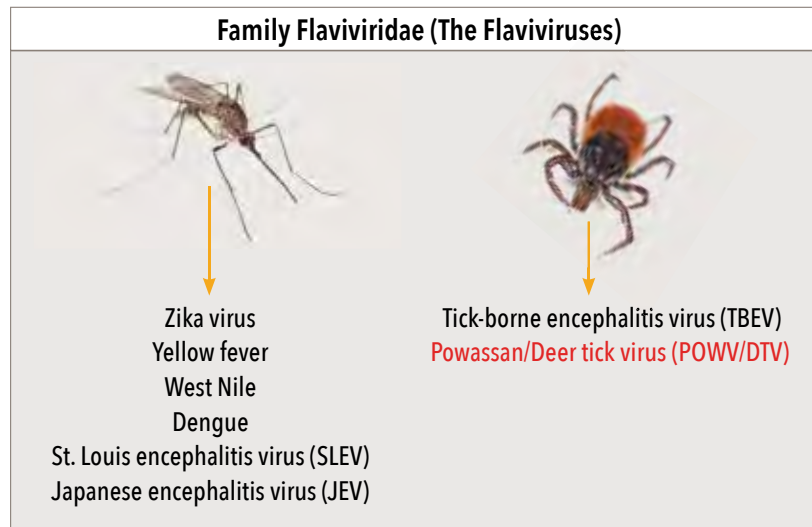 Family Flaviviridae (The Flaviviruses)
Zika virus
Yellow fever
West Nile
Dengue
St. Louis encephalitis virus (SLEV)
Japanese encephalitis virus (JEV)
Tick-borne encephalitis virus (TBEV)
Powassan/Deer tick virus (POWV/DTV)